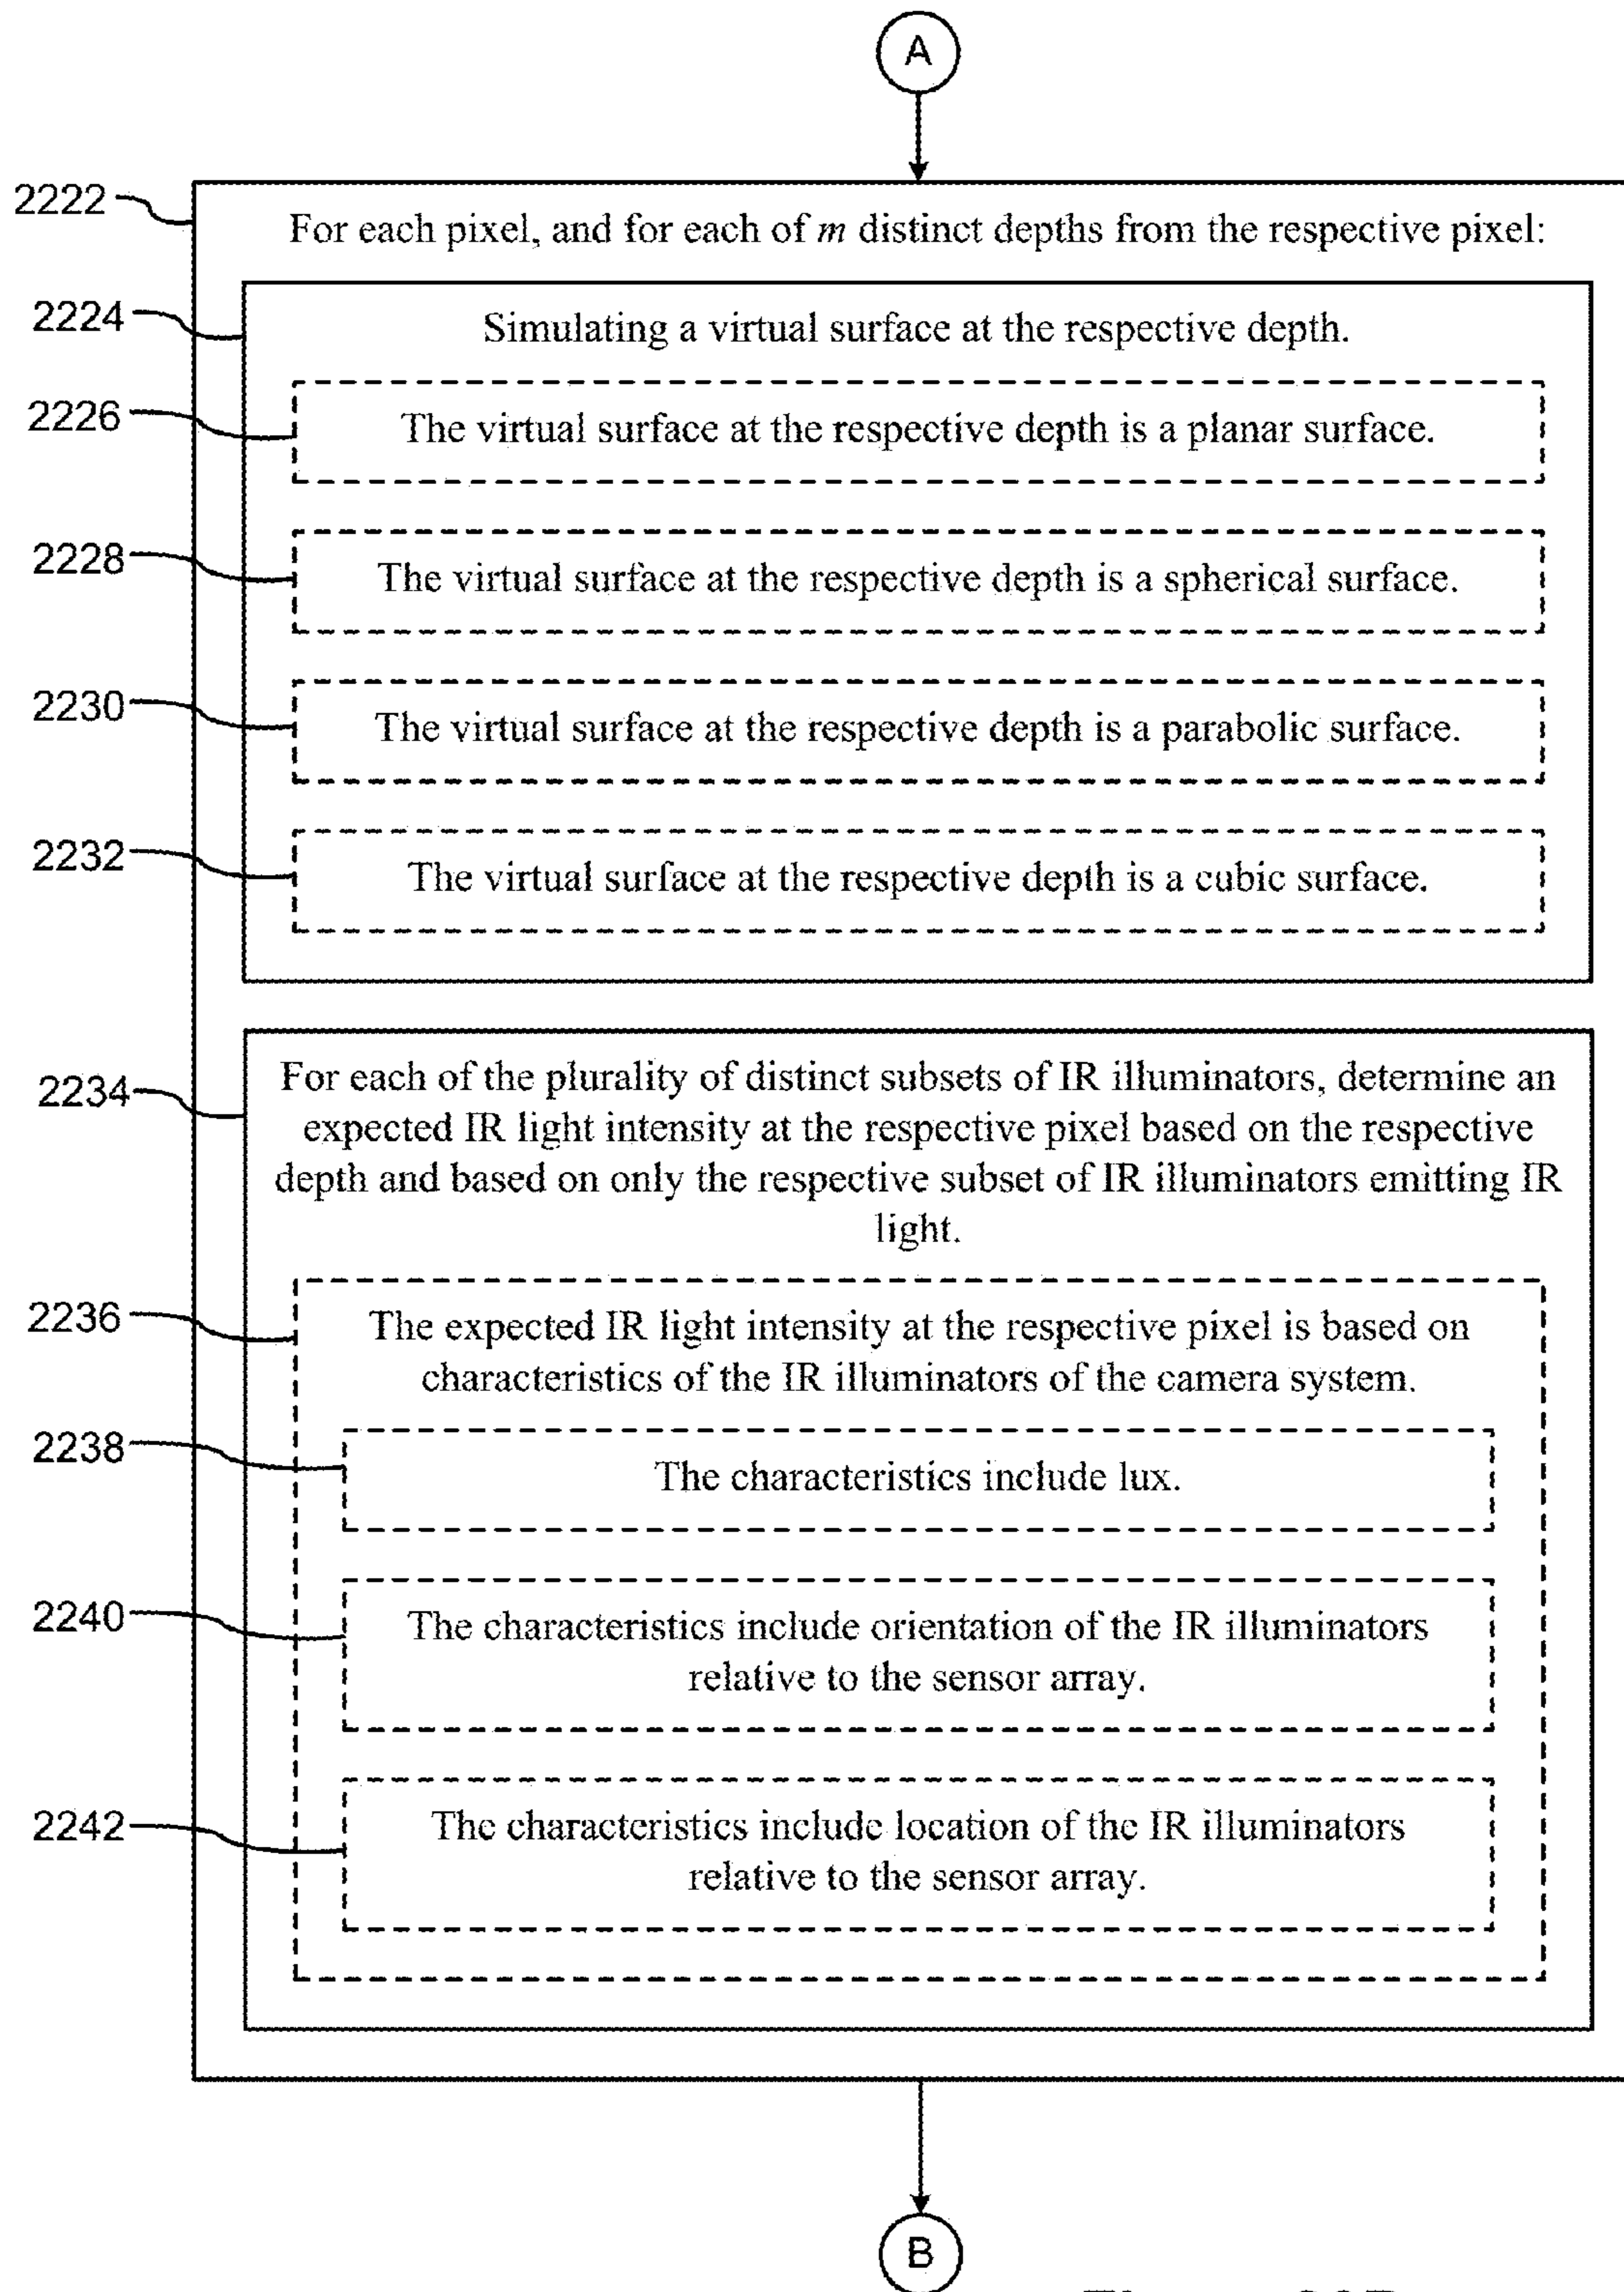 A
2222
For each pixel, and for each of m distinct depths from the respective pixel:
2224
Simulating a virtual surface at the respective depth.
2226
The virtual surface at the respective depth is a planar surface.
2228
The virtual surface at the respective depth is a spherical surface.
2230
The virtual surface at the respective depth is a parabolic surface.
2232
The virtual surface at the respective depth is a cubic surface.
2234
For each of the plurality of distinct subsets of IR illuminators, determine an
expected IR light intensity at the respective pixel based on the respective
depth and based on only the respective subset of IR illuminators emitting IR
light.
2236
The expected IR light intensity at the respective pixel is based on
characteristics of the IR illuminators of the camera system.
2238
The characteristics include lux.
2240
The characteristics include orientation of the IR illuminators
relative to the sensor array.
2242
The characteristics include location of the IR illuminators
relative to the sensor array.
B